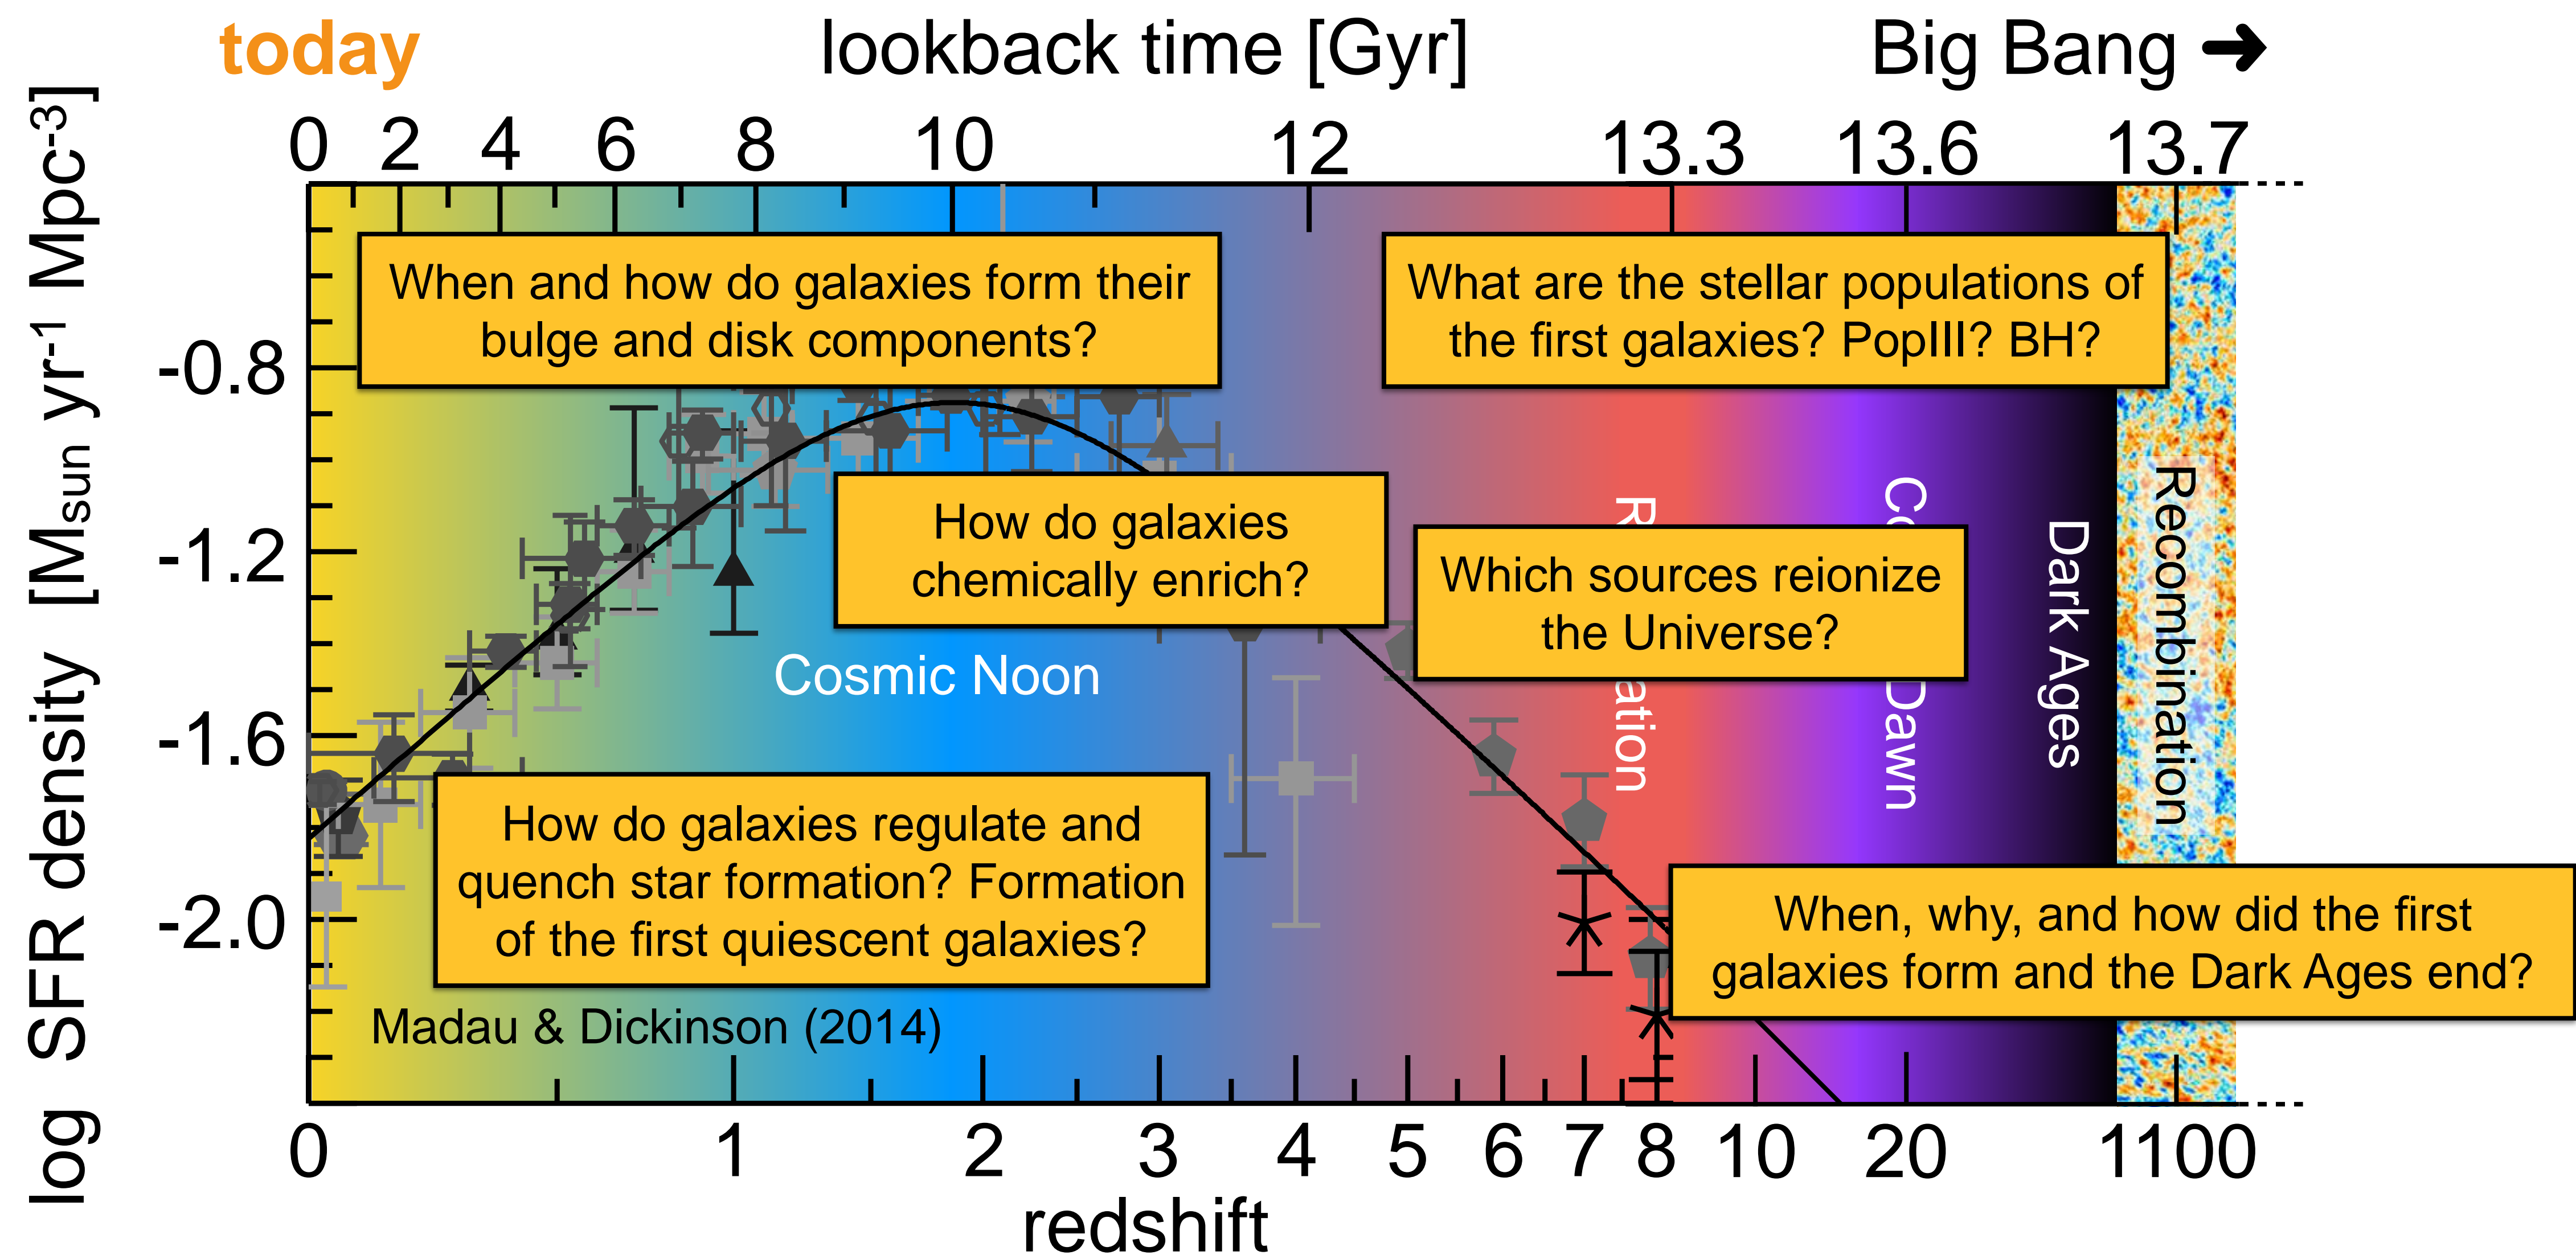 today
lookback time [Gyr]
Big Bang ➜
0 2 4 6 8 10 12 13.3 13.6 13.7
log SFR density [Msun yr-1 Mpc-3]
-0.8
-1.2
-1.6
-2.0
When and how do galaxies form their
bulge and disk components?
What are the stellar populations of
the first galaxies? PopIII? BH?
How do galaxies
chemically enrich?
Which sources reionize
the Universe?
Cosmic Noon
Dawn
Dark Ages
Recombination
How do galaxies regulate and
quench star formation? Formation
of the first quiescent galaxies?
When, why, and how did the first
galaxies form and the Dark Ages end?
Madau & Dickinson (2014)
0 1 2 3 4 5 6 7 8 10 20 1100
redshift